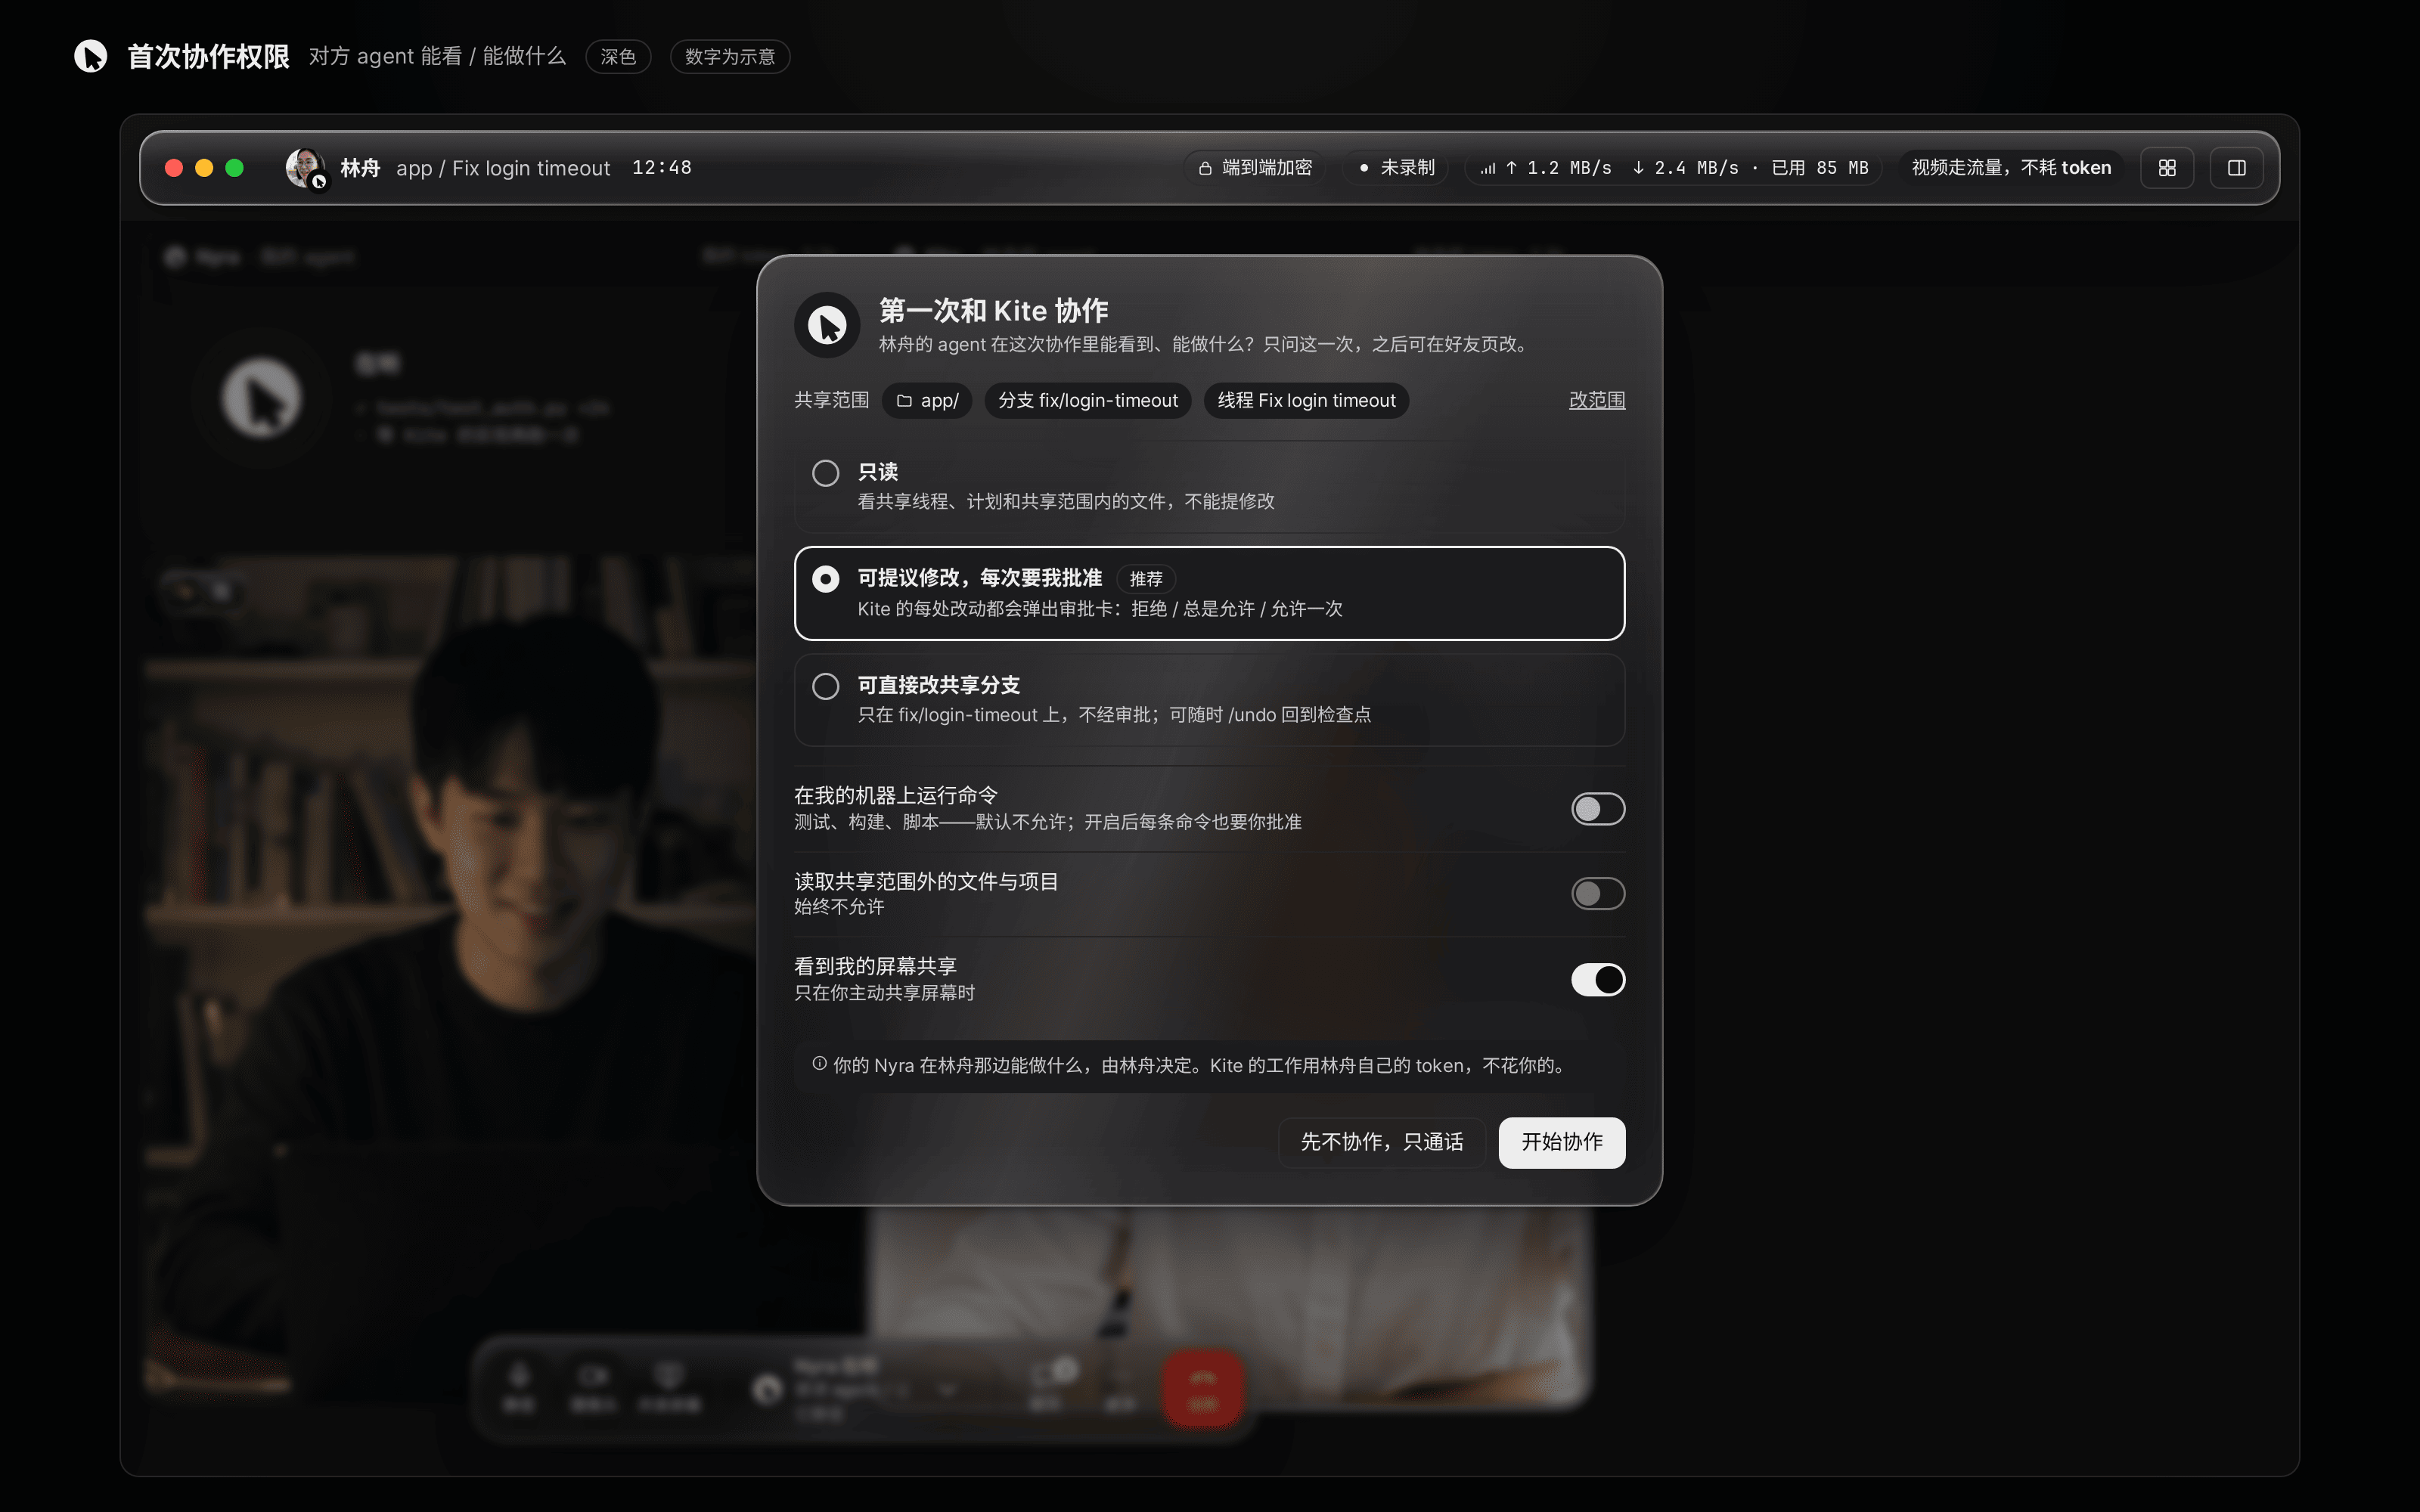 首次协作权限 对方 agent 能看 / 能做什么 深色 数字为示意
林舟 app / Fix login timeout 12:48 端到端加密 未录制 ↑ 1.2 MB/s ↓ 2.4 MB/s · 已用 85 MB 视频走流量，不耗 token
第一次和 Kite 协作
林舟的 agent 在这次协作里能看到、能做什么？只问这一次，之后可在好友页改。
共享范围 app/ 分支 fix/login-timeout 线程 Fix login timeout 改范围
只读
看共享线程、计划和共享范围内的文件，不能提修改
可提议修改，每次要我批准 推荐
Kite 的每处改动都会弹出审批卡：拒绝 / 总是允许 / 允许一次
可直接改共享分支
只在 fix/login-timeout 上，不经审批；可随时 /undo 回到检查点
在我的机器上运行命令
测试、构建、脚本——默认不允许；开启后每条命令也要你批准
读取共享范围外的文件与项目
始终不允许
看到我的屏幕共享
只在你主动共享屏幕时
你的 Nyra 在林舟那边能做什么，由林舟决定。Kite 的工作用林舟自己的 token，不花你的。
先不协作，只通话 开始协作